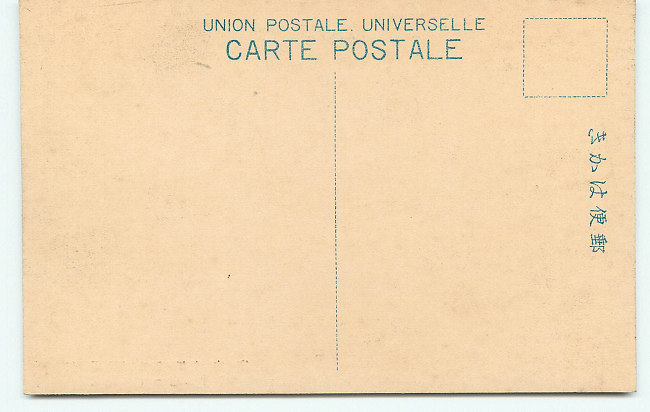 UNION POSTALE. UNIVERSELLE
CARTE POSTALE
郵便はかき